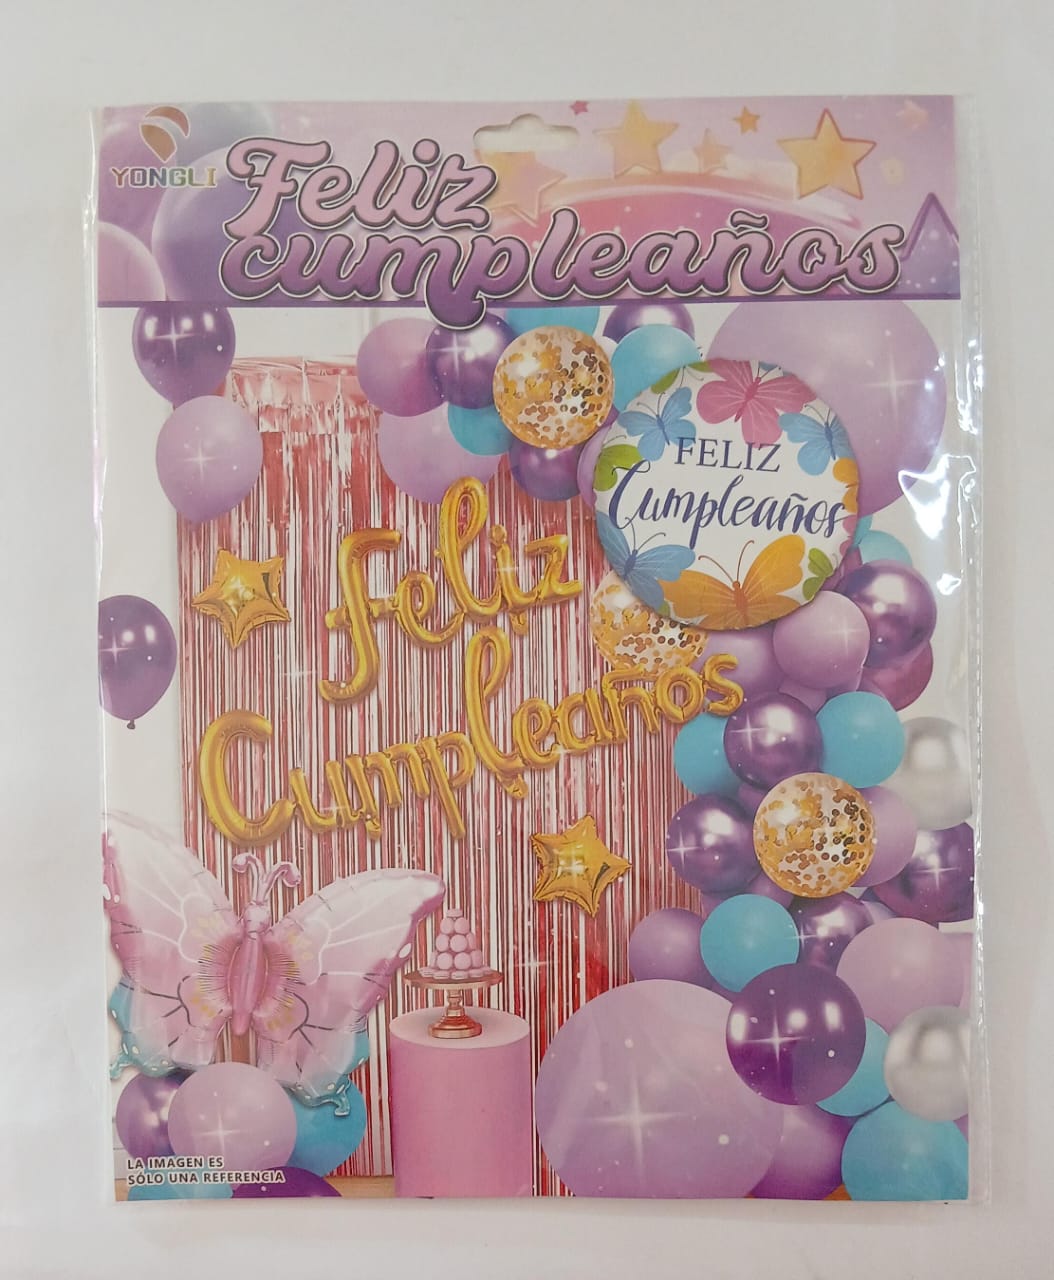 YONGLI
Feliz
cumpleaños
FELIZ
Cumpleaños
Feliz
Cumpleaños
LA IMAGEN ES
SÓLO UNA REFERENCIA